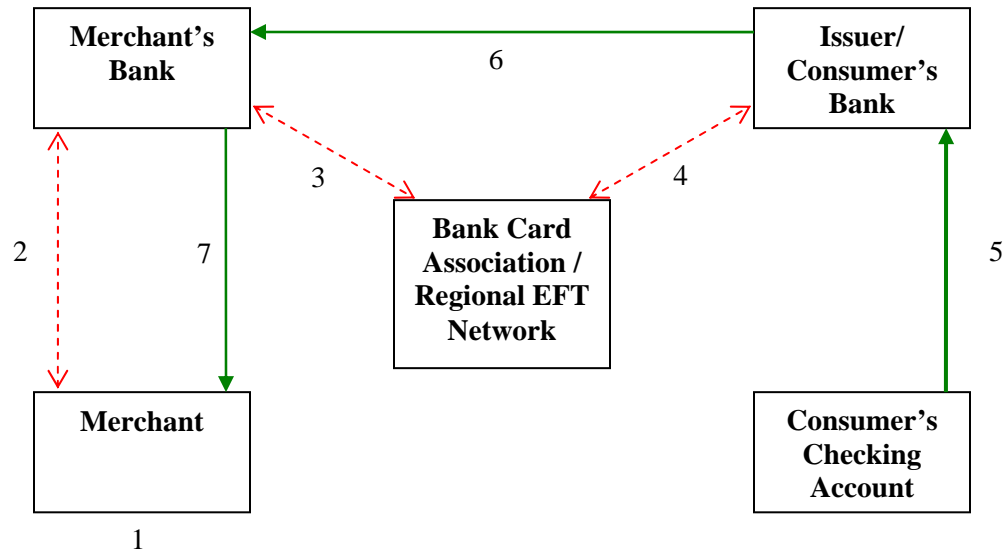 Merchant’s
Bank
6
Issuer/
Consumer’s
Bank
3
4
Bank Card
Association /
Regional EFT
Network
2
7
5
Merchant
Consumer’s
Checking
Account
1